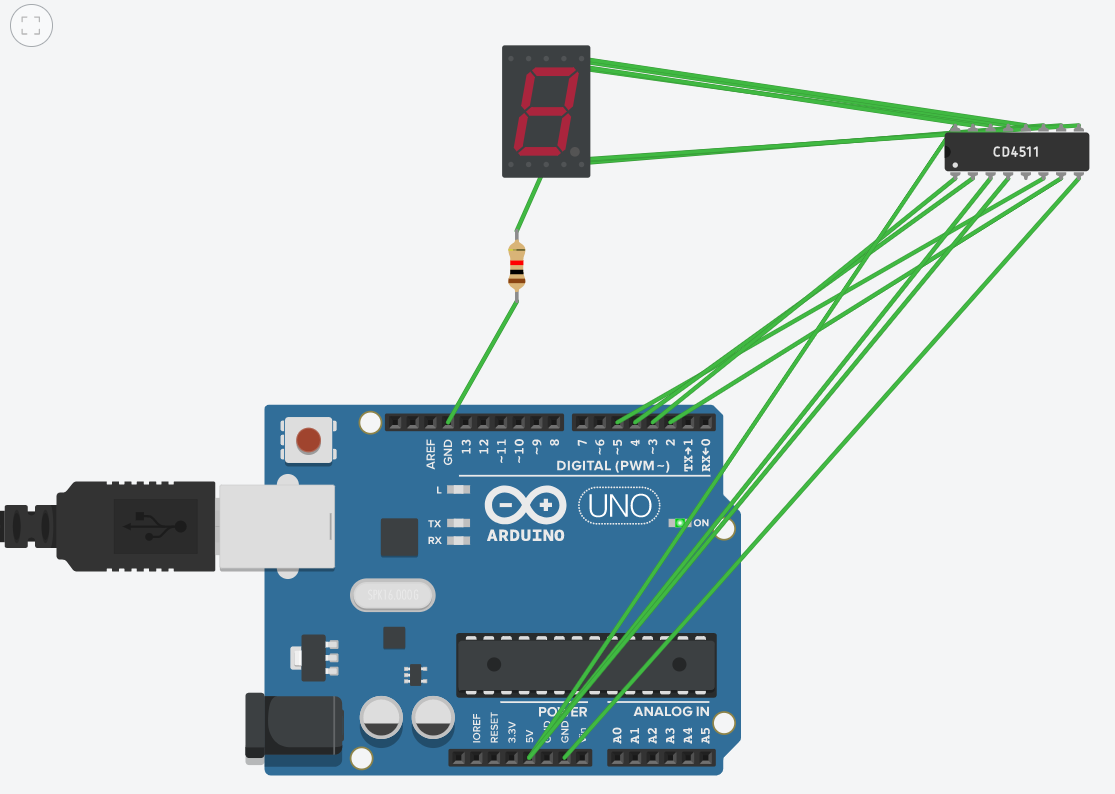 CD4511
AREF
GND
13
12
~11
~10
~9
8
7
~6
~5
4
~3
2
TX→1
RX←0
DIGITAL (PWM ~)
L
TX
RX
ARDUINO
UNO
ON
SPK16.000G
POWER
ANALOG IN
IOREF
RESET
3.3V
5V
GND
GND
Vin
A0
A1
A2
A3
A4
A5